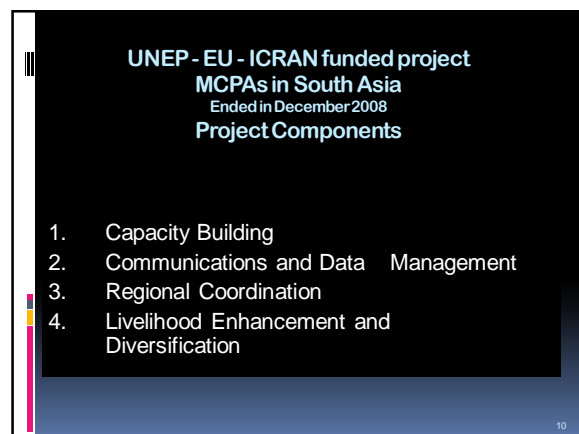 UNEP - EU - ICRAN funded project
MCPAs in South Asia
Ended in December 2008
Project Components
1. Capacity Building
2. Communications and Data Management
3. Regional Coordination
4. Livelihood Enhancement and
Diversification
10